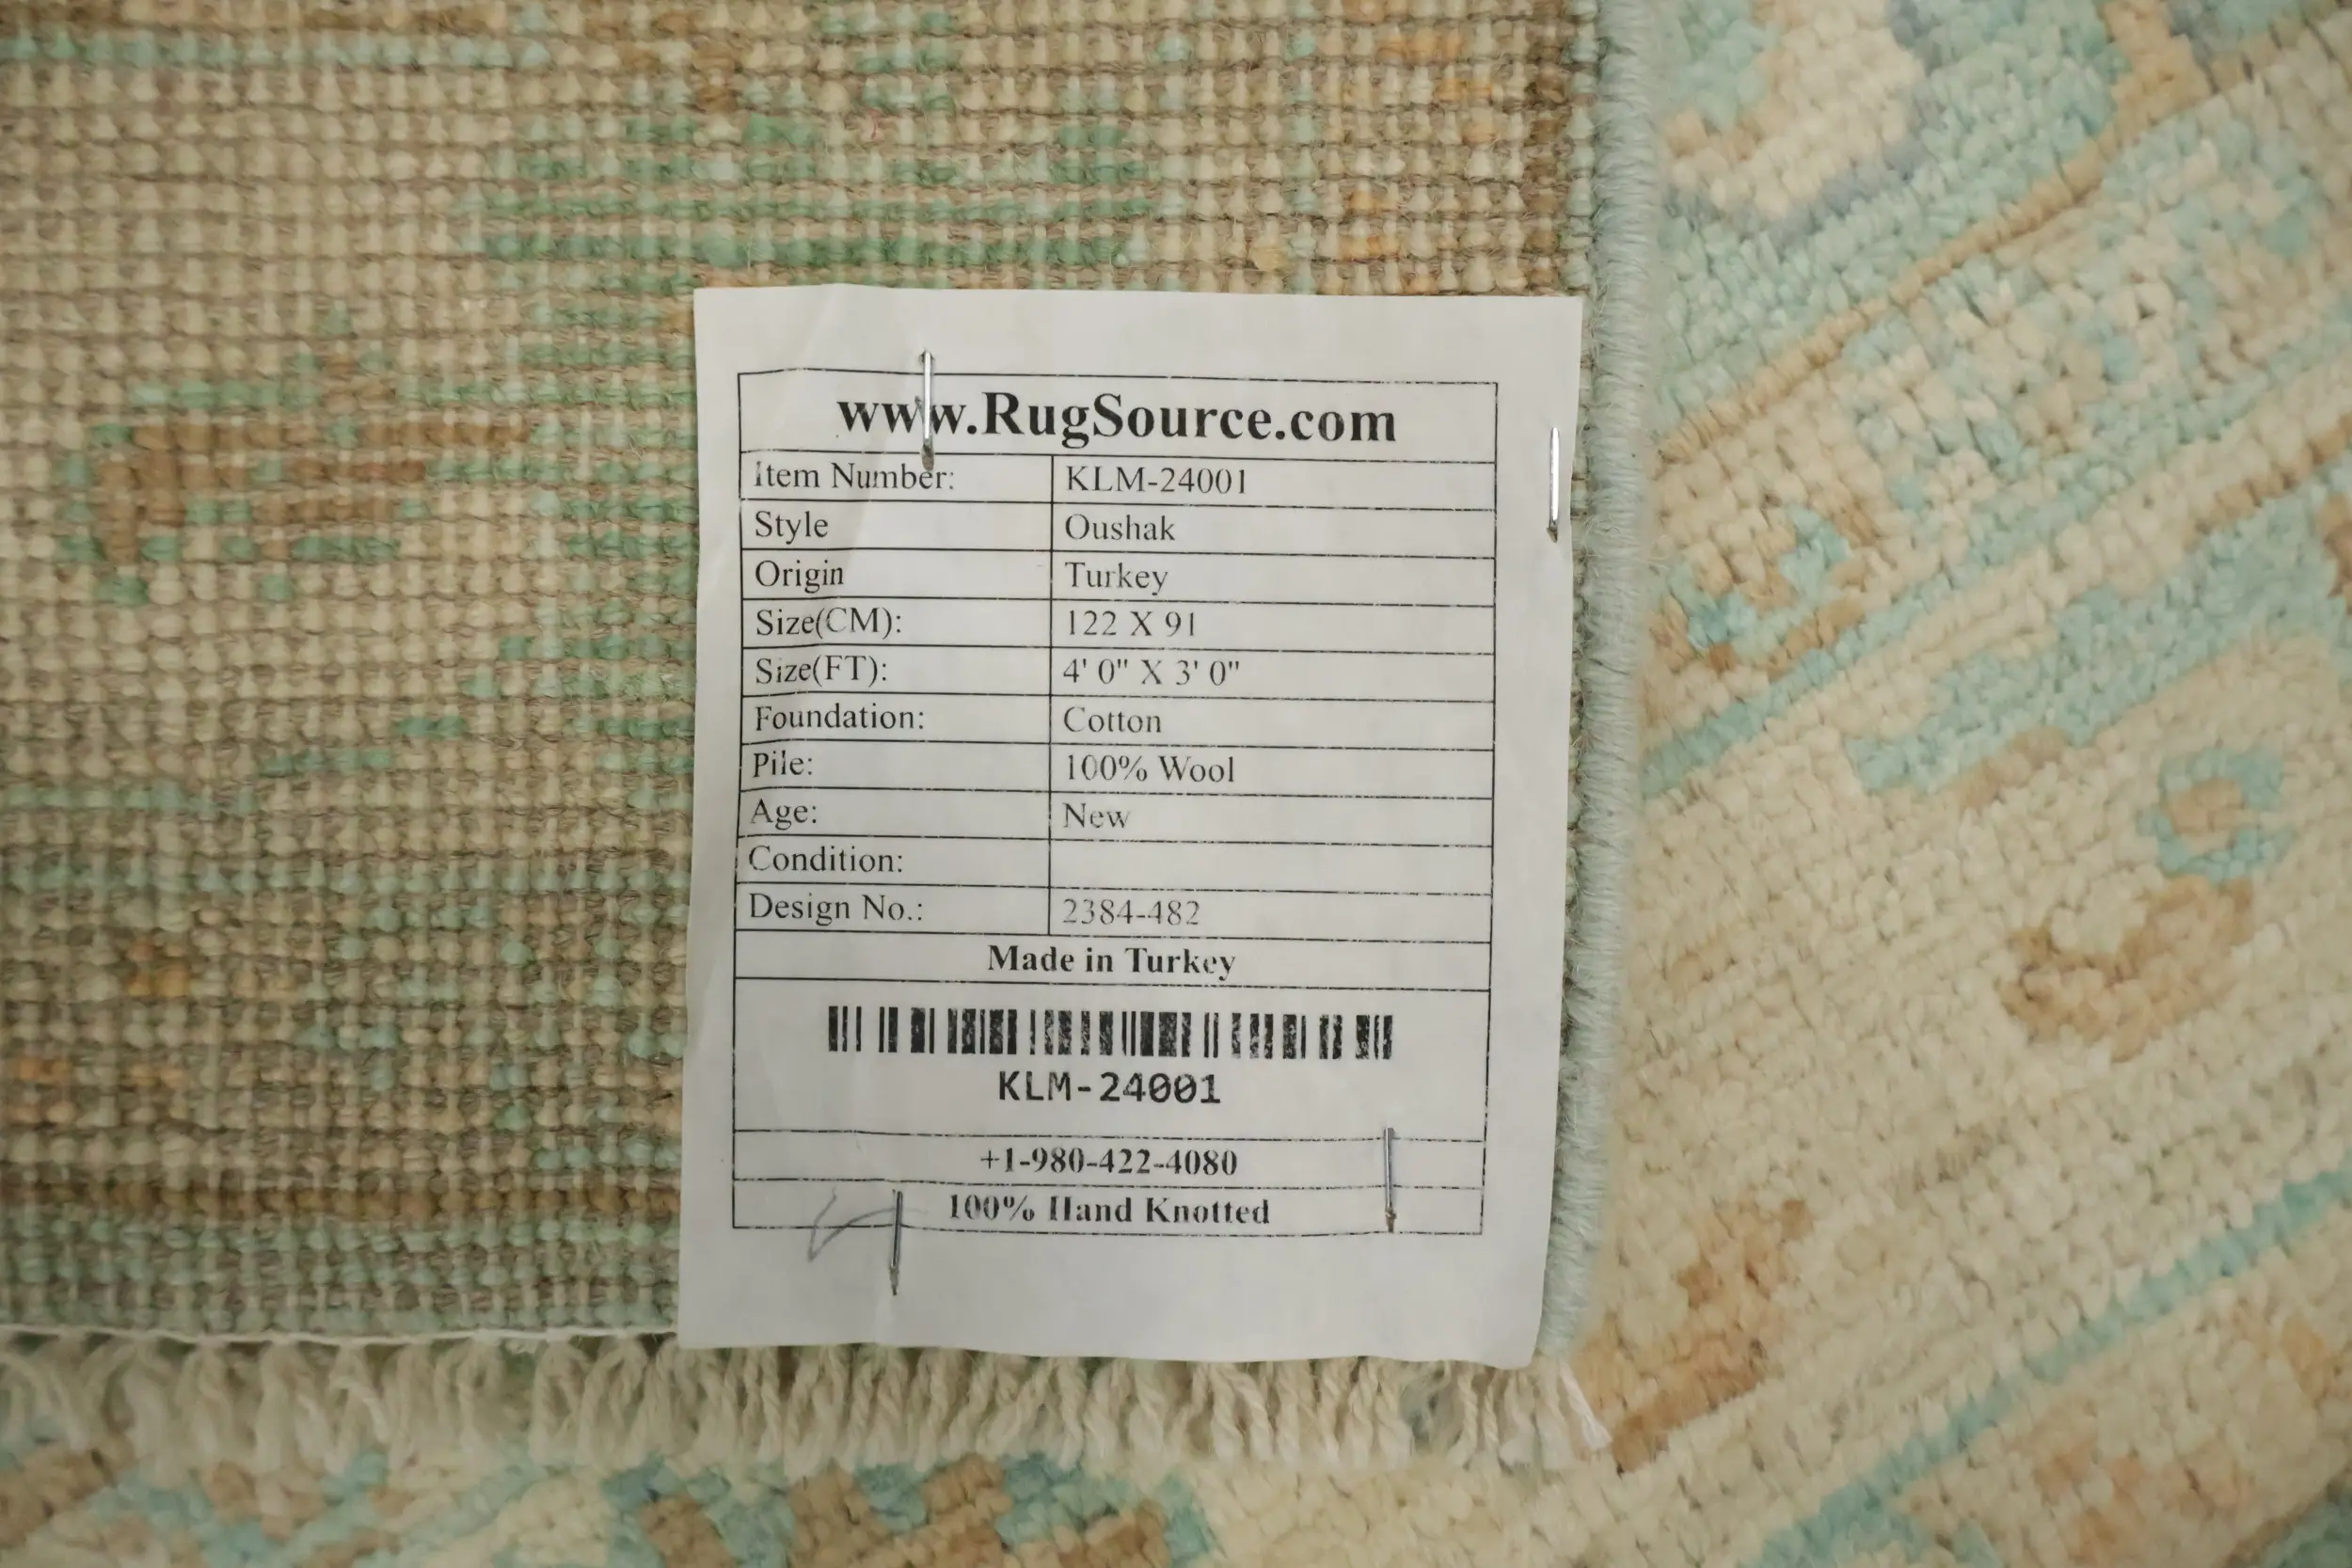 www.RugSource.com
Item Number: KLM-24001
Style Oushak
Origin Turkey
Size(CM): 122 X 91
Size(FT): 4' 0" X 3' 0"
Foundation: Cotton
Pile: 100% Wool
Age: New
Condition:
Design No.: 2384-482
Made in Turkey
KLM-24001
+1-980-422-4080
100% Hand Knotted